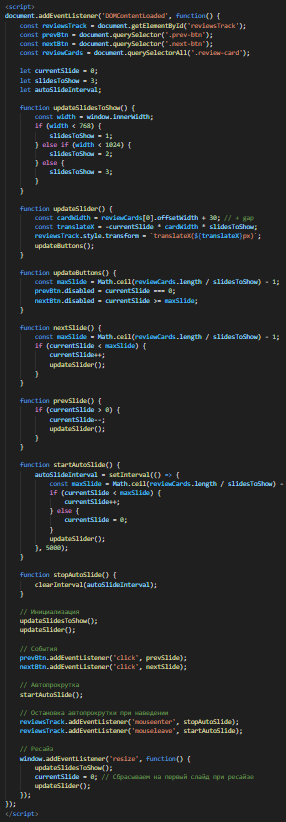 <script>
document.addEventListener('DOMContentLoaded', function() {
    const reviewsTrack = document.getElementById('reviewsTrack');
    const prevBtn = document.querySelector('.prev-btn');
    const nextBtn = document.querySelector('.next-btn');
    const reviewCards = document.querySelectorAll('.review-card');

    let currentSlide = 0;
    let slidesToShow = 3;
    let autoSlideInterval;

    function updateSlidesToShow() {
        const width = window.innerWidth;
        if (width < 768) {
            slidesToShow = 1;
        } else if (width < 1024) {
            slidesToShow = 2;
        } else {
            slidesToShow = 3;
        }
    }

    function updateSlider() {
        const cardWidth = reviewCards[0].offsetWidth + 30; // + gap
        const translateX = -currentSlide * cardWidth * slidesToShow;
        reviewsTrack.style.transform = `translateX(${translateX}px)`;
        updateButtons();
    }

    function updateButtons() {
        const maxSlide = Math.ceil(reviewCards.length / slidesToShow) - 1;
        prevBtn.disabled = currentSlide === 0;
        nextBtn.disabled = currentSlide >= maxSlide;
    }

    function nextSlide() {
        const maxSlide = Math.ceil(reviewCards.length / slidesToShow) - 1;
        if (currentSlide < maxSlide) {
            currentSlide++;
            updateSlider();
        }
    }

    function prevSlide() {
        if (currentSlide > 0) {
            currentSlide--;
            updateSlider();
        }
    }

    function startAutoSlide() {
        autoSlideInterval = setInterval(() => {
            const maxSlide = Math.ceil(reviewCards.length / slidesToShow) -
            if (currentSlide < maxSlide) {
                currentSlide++;
            } else {
                currentSlide = 0;
            }
            updateSlider();
        }, 5000);
    }

    function stopAutoSlide() {
        clearInterval(autoSlideInterval);
    }

    // Инициализация
    updateSlidesToShow();
    updateSlider();

    // События
    prevBtn.addEventListener('click', prevSlide);
    nextBtn.addEventListener('click', nextSlide);

    // Автопрокрутка
    startAutoSlide();

    // Остановка автопрокрутки при наведении
    reviewsTrack.addEventListener('mouseenter', stopAutoSlide);
    reviewsTrack.addEventListener('mouseleave', startAutoSlide);

    // Ресайз
    window.addEventListener('resize', function() {
        updateSlidesToShow();
        currentSlide = 0; // Сбрасываем на первый слайд при ресайзе
        updateSlider();
    });
});
</script>